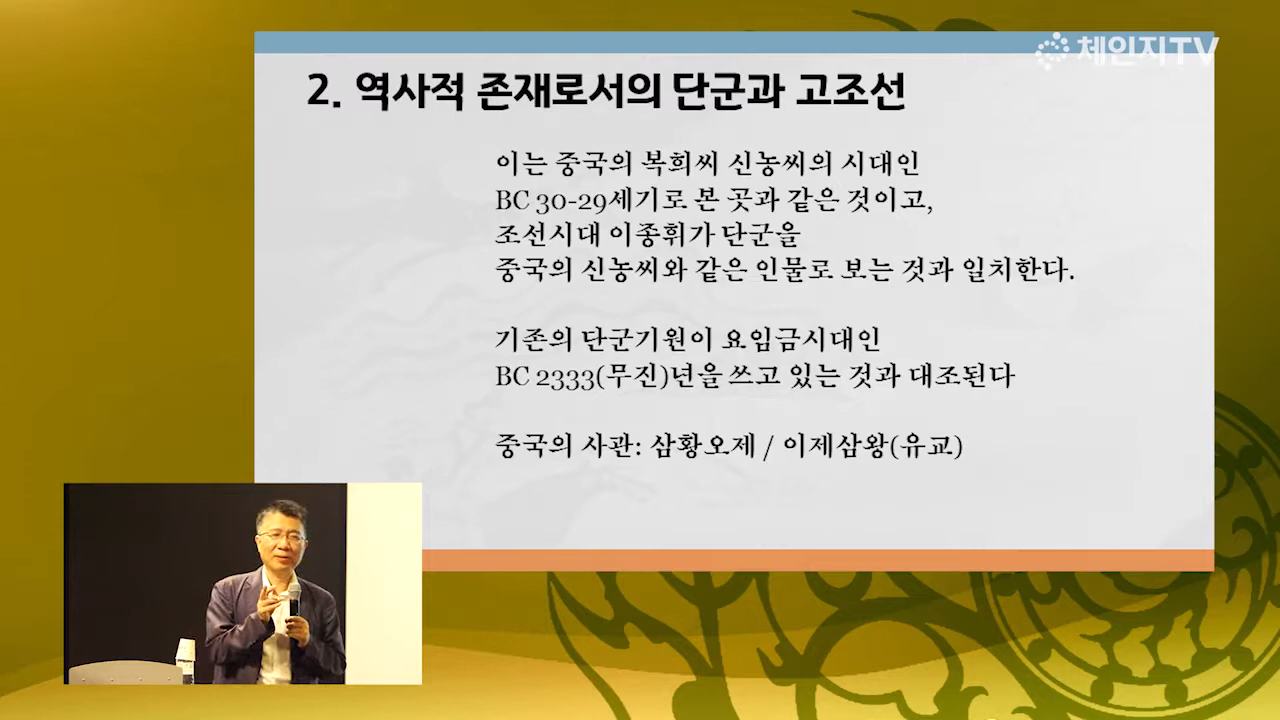 체인지TV
2. 역사적 존재로서의 단군과 고조선
이는 중국의 복희씨 신농씨의 시대인
BC 30-29세기로 본 곳과 같은 것이고,
조선시대 이종휘가 단군을
중국의 신농씨와 같은 인물로 보는 것과 일치한다.
기존의 단군기원이 요임금시대인
BC 2333(무진)년을 쓰고 있는 것과 대조된다
중국의 사관: 삼황오제 / 이제삼왕(유교)